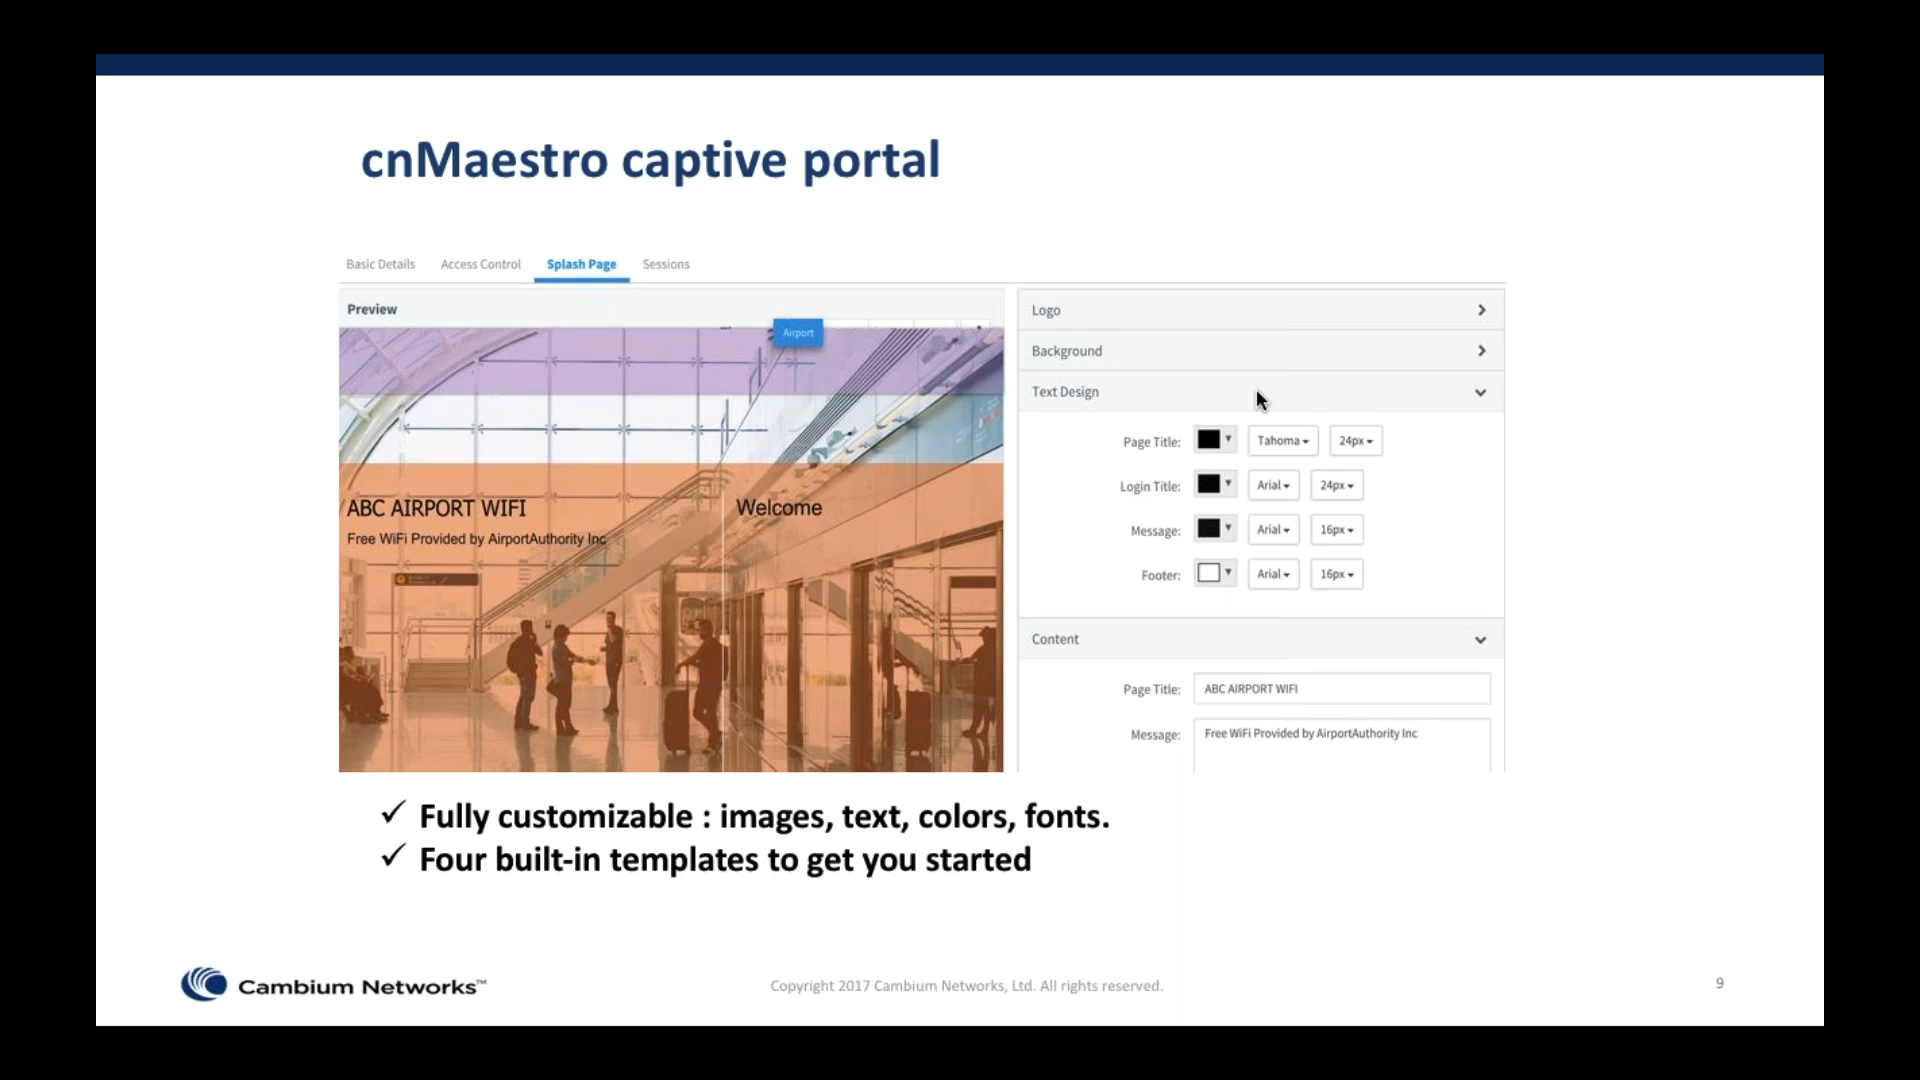 cnMaestro captive portal
Basic Details Access Control Splash Page Sessions
Preview
Airport
ABC AIRPORT WIFI
Free WiFi Provided by AirportAuthority Inc
Welcome
Logo
Background
Text Design
Page Title: Tahoma 24px
Login Title: Arial 24px
Message: Arial 16px
Footer: Arial 16px
Content
Page Title: ABC AIRPORT WIFI
Message: Free WiFi Provided by AirportAuthority Inc
✓ Fully customizable : images, text, colors, fonts.
✓ Four built-in templates to get you started
Cambium Networks™
Copyright 2017 Cambium Networks, Ltd. All rights reserved.
9